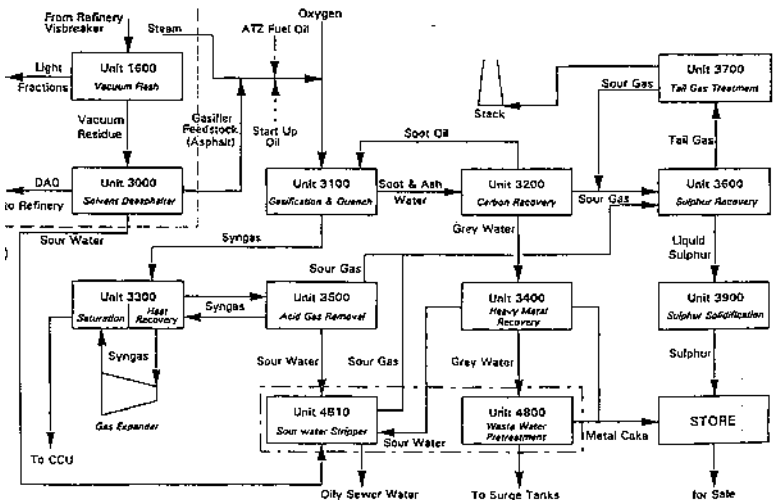 From Refinery
Visbreaker
Steam
ATZ Fuel Oil
Oxygen
Light
Fractions
Unit 1600
Vacuum Flash
Vacuum
Residue
Gasifier
Feedstock
(Asphalt)
Start Up
Oil
Stack
Sour Gas
Unit 3700
Tail Gas Treatment
Tail Gas
Soot Oil
DAO
to Refinery
Unit 3000
Solvent Deasphalter
Unit 3100
Gasification & Quench
Soot & Ash
Water
Unit 3200
Carbon Recovery
Sour Gas
Unit 3600
Sulphur Recovery
Sour Water
Syngas
Grey Water
Liquid
Sulphur
Sour Gas
Unit 3300
Saturation
Heat
Recovery
Syngas
Unit 3500
Acid Gas Removal
Unit 3400
Heavy Metal
Recovery
Unit 3900
Sulphur Solidification
Syngas
Sour Water
Sour Gas
Grey Water
Sulphur
Gas Expander
Unit 4810
Sour water Stripper
Sour Water
Unit 4800
Waste Water
Pretreatment
Metal Cake
STORE
To CCU
Oily Sewer Water
To Surge Tanks
for Sale